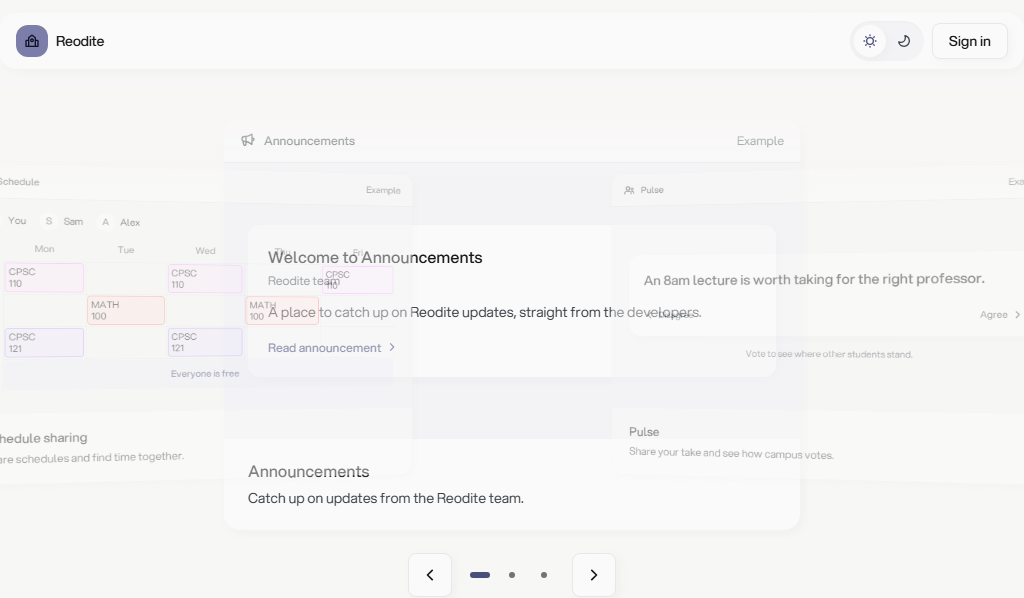 Reodite
Sign in
Announcements
Example
Schedule
Example
You
S Sam
A Alex
Mon
Tue
Wed
Thu
Fri
CPSC
110
CPSC
110
CPSC
110
MATH
100
MATH
100
CPSC
121
CPSC
121
Everyone is free
Welcome to Announcements
Reodite team
A place to catch up on Reodite updates, straight from the developers.
Read announcement
Pulse
Exa
An 8am lecture is worth taking for the right professor.
Disagree
Agree
Vote to see where other students stand.
hedule sharing
are schedules and find time together.
Announcements
Catch up on updates from the Reodite team.
Pulse
Share your take and see how campus votes.